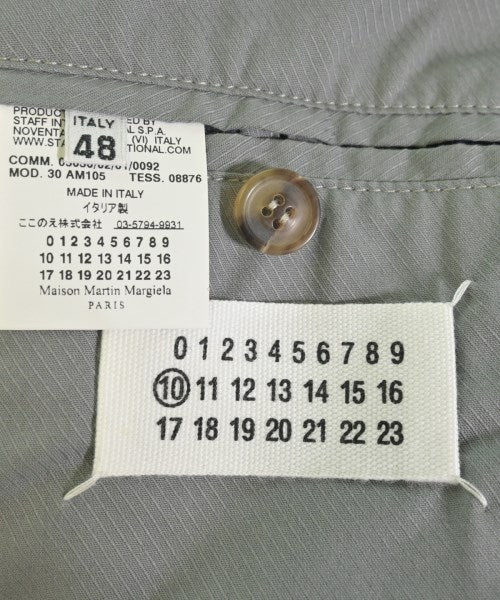 PRODUC BY
STAFF IN L S.P.A.
NOVENTA (VI) ITALY
WWW.STA TIONAL.COM
ITALY
48
COMM.
MOD. 30 AM105 TESS. 08876
MADE IN ITALY
イタリア製
ここのえ株式会社 03-5794-9931
0 1 2 3 4 5 6 7 8 9
10 11 12 13 14 15 16
17 18 19 20 21 22 23
Maison Martin Margiela
PARIS
0 1 2 3 4 5 6 7 8 9
10 11 12 13 14 15 16
17 18 19 20 21 22 23